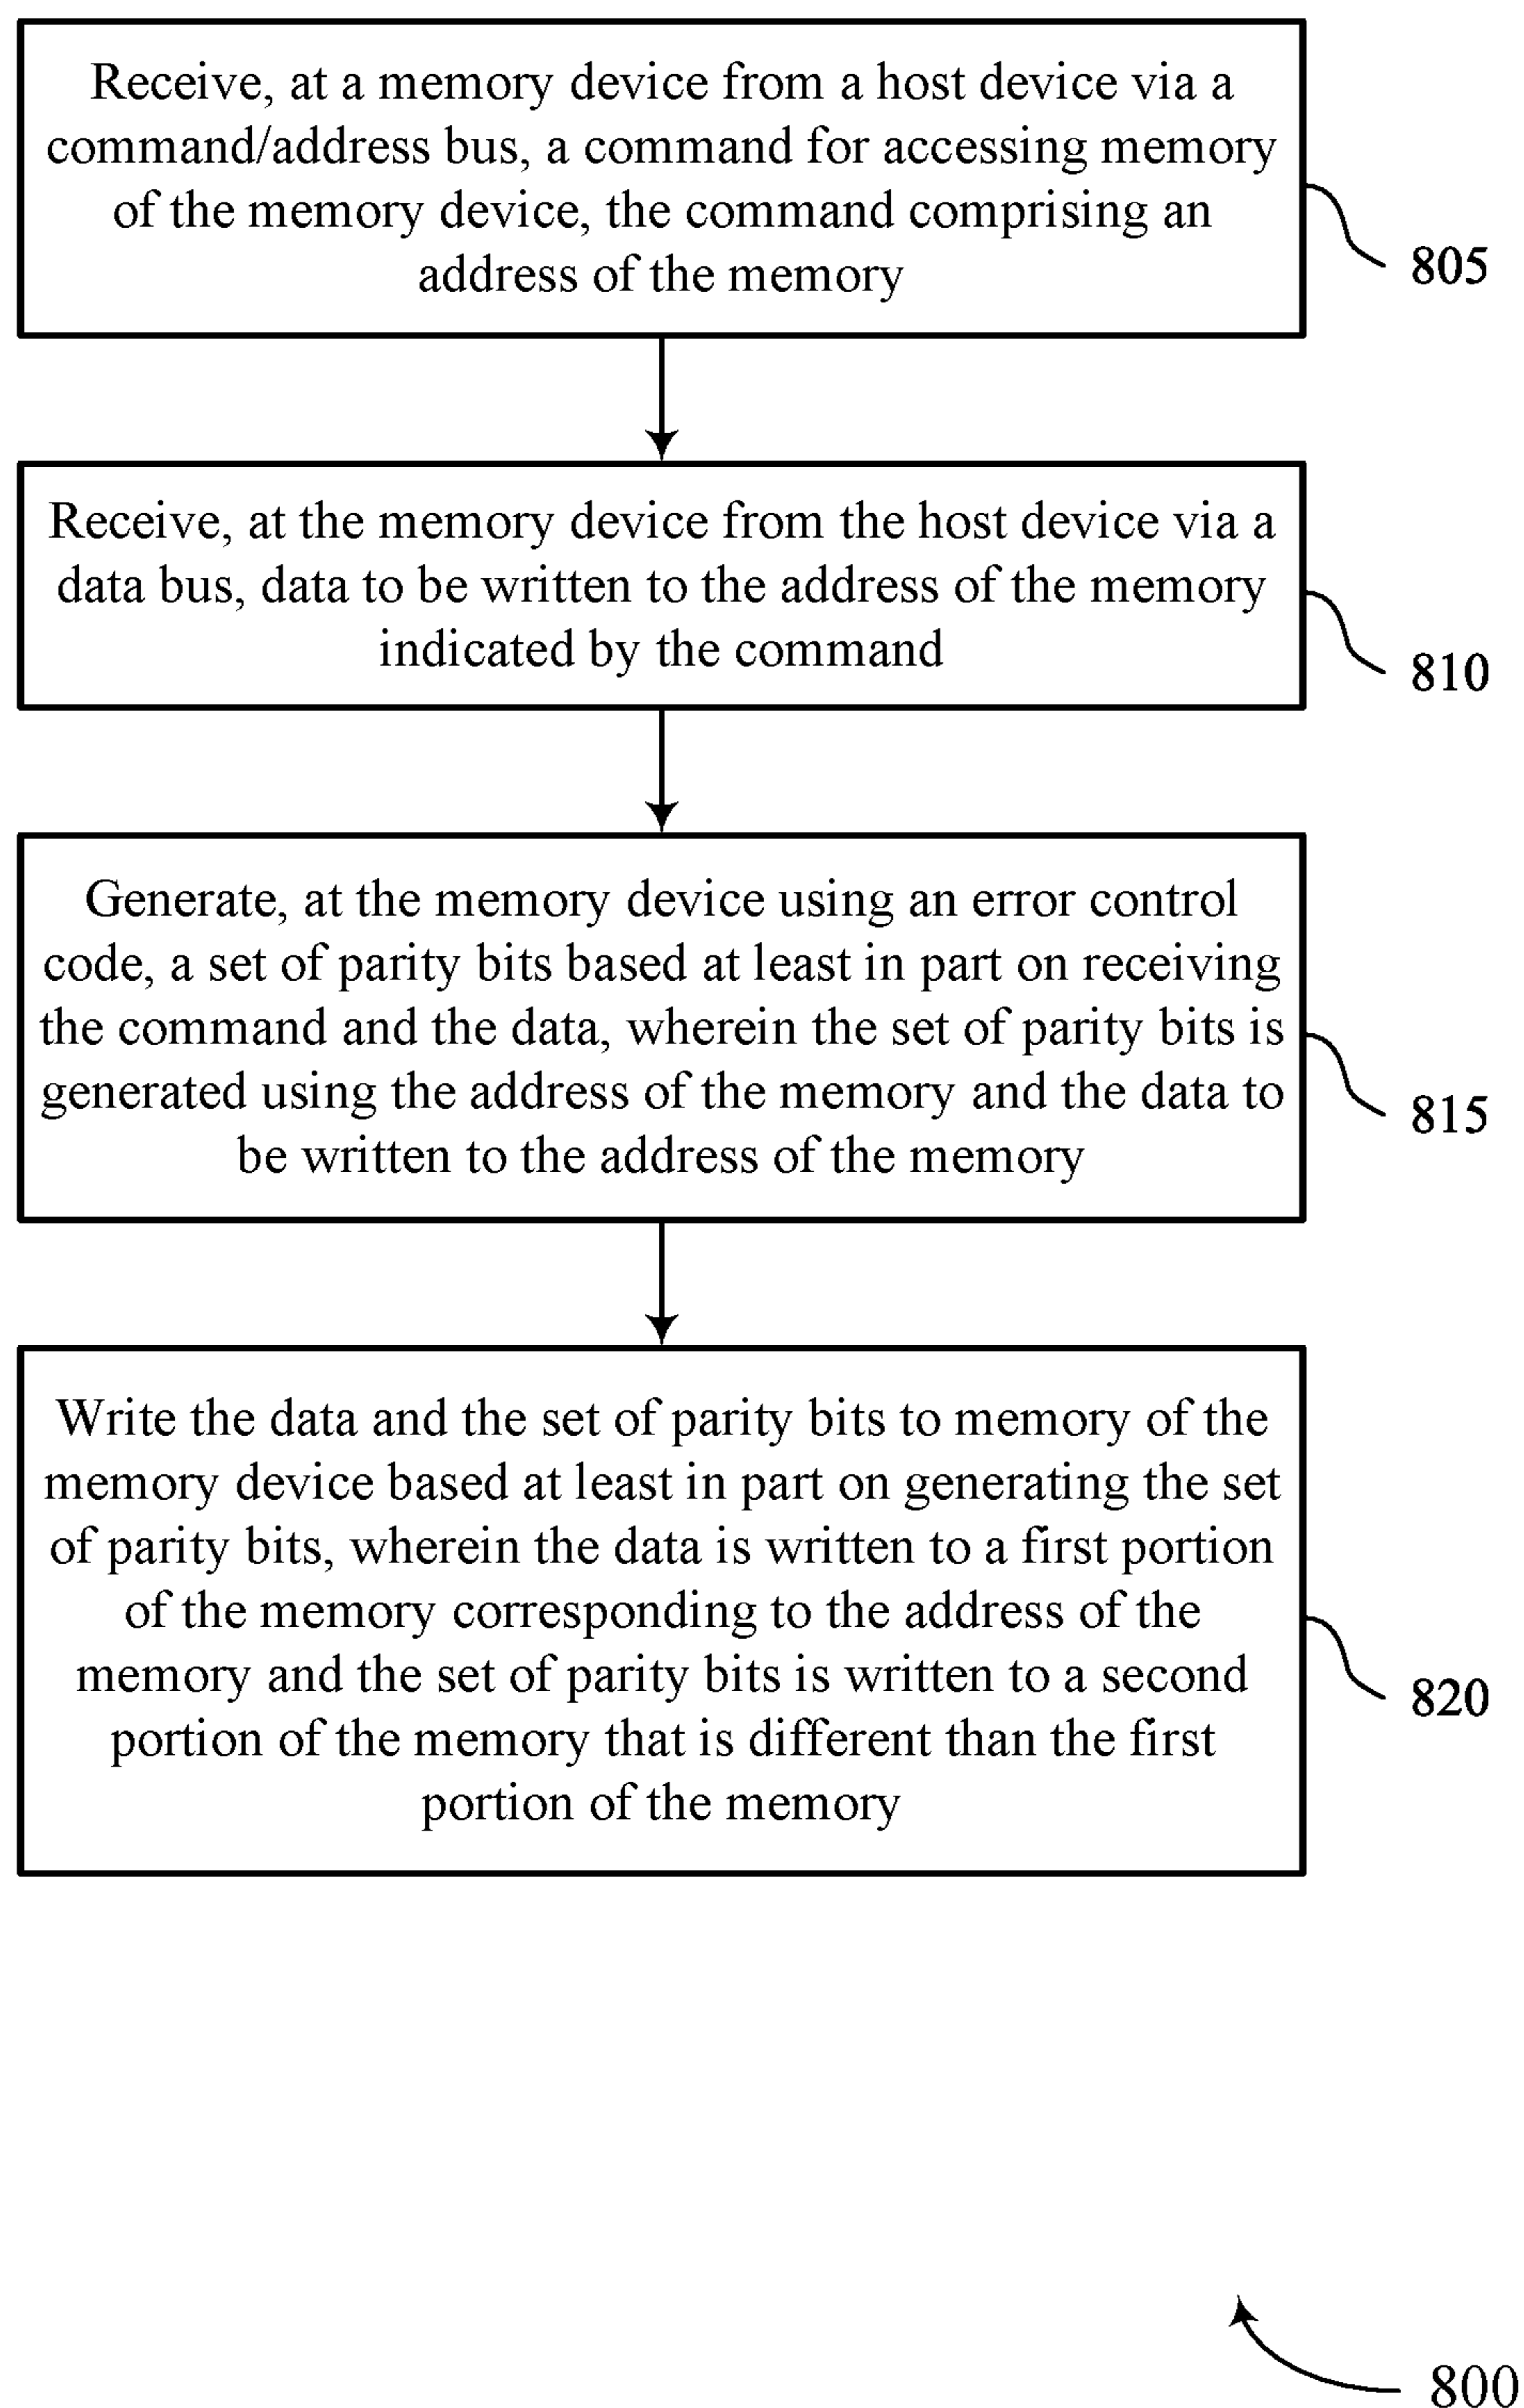 Receive, at a memory device from a host device via a
command/address bus, a command for accessing memory
of the memory device, the command comprising an
address of the memory
805
Receive, at the memory device from the host device via a
data bus, data to be written to the address of the memory
indicated by the command
810
Generate, at the memory device using an error control
code, a set of parity bits based at least in part on receiving
the command and the data, wherein the set of parity bits is
generated using the address of the memory and the data to
be written to the address of the memory
815
Write the data and the set of parity bits to memory of the
memory device based at least in part on generating the set
of parity bits, wherein the data is written to a first portion
of the memory corresponding to the address of the
memory and the set of parity bits is written to a second
portion of the memory that is different than the first
portion of the memory
820
800